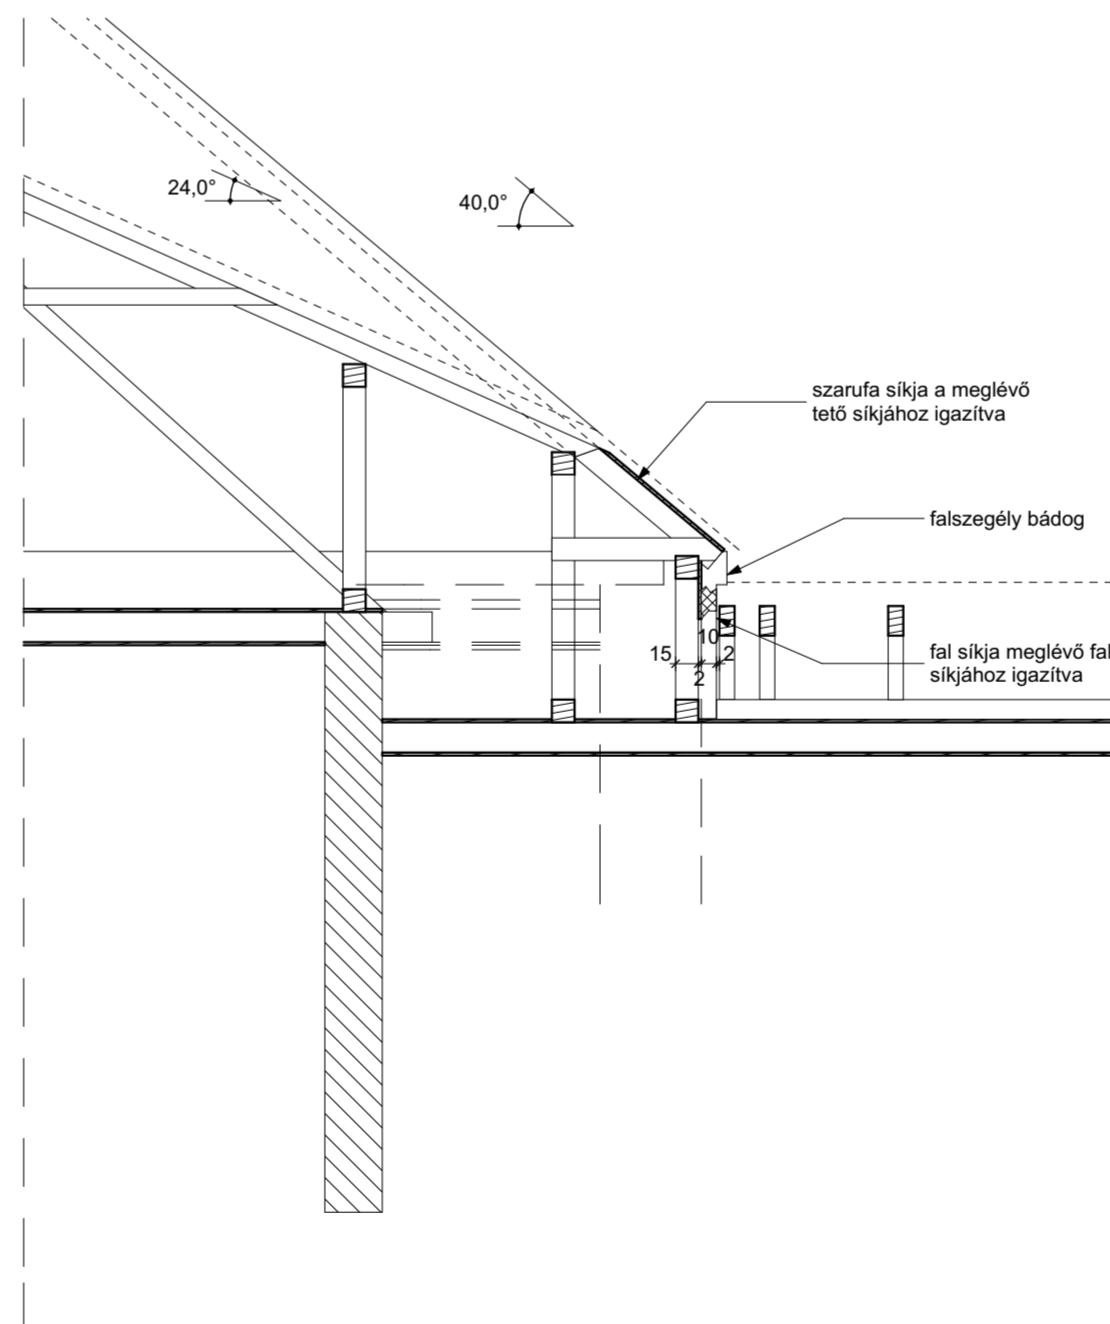 24,0°
40,0°
szarufa síkja a meglévő
tető síkjához igazítva
falszegély bádog
10
15
2
2
fal síkja meglévő fal
síkjához igazítva